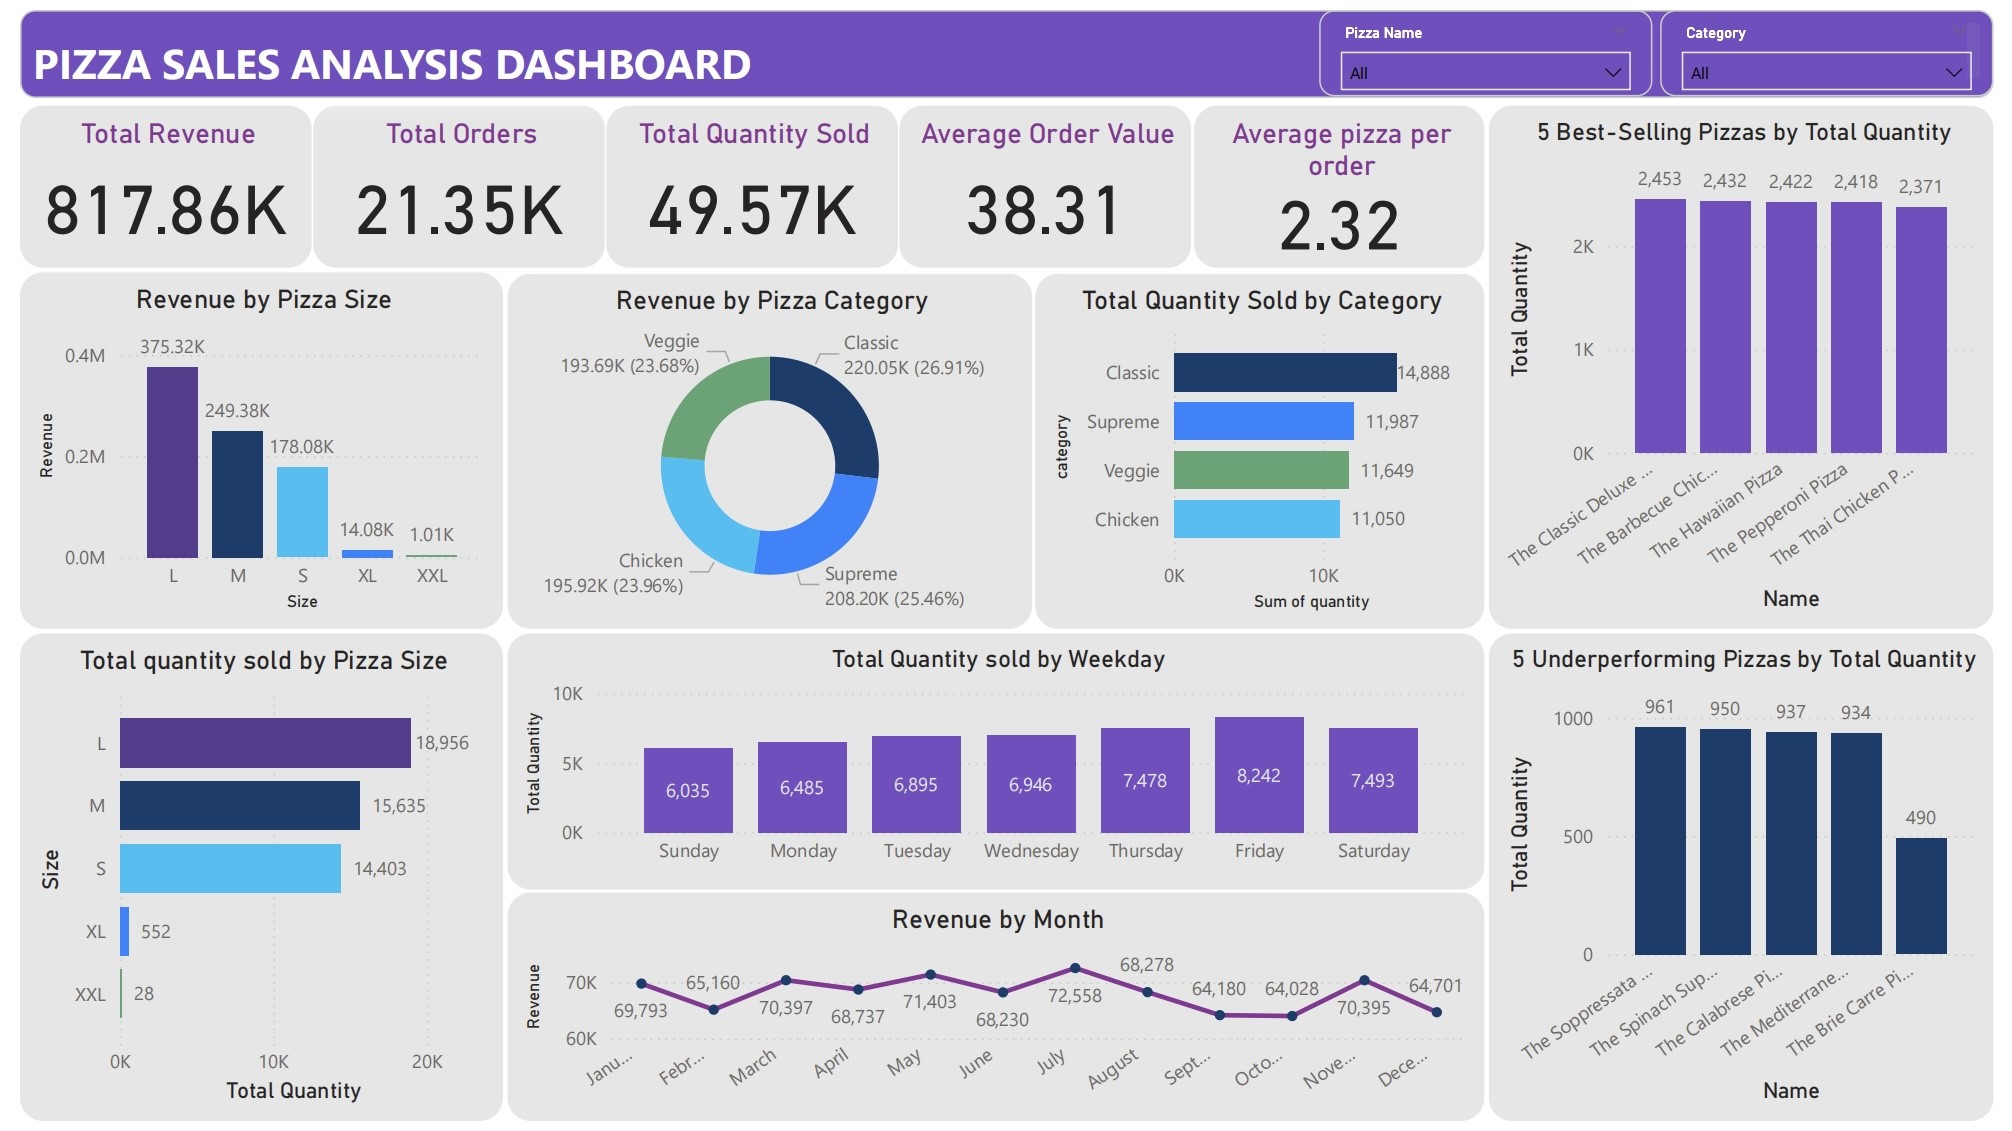 PIZZA SALES ANALYSIS DASHBOARD
Pizza Name
All
Category
All
Total Revenue
817.86K
Total Orders
21.35K
Total Quantity Sold
49.57K
Average Order Value
38.31
Average pizza per
order
2.32
5 Best-Selling Pizzas by Total Quantity
2,453 2,432 2,422 2,418 2,371
2K
1K
0K
Total Quantity
The Classic Deluxe ...
The Barbecue Chic...
The Hawaiian Pizza
The Pepperoni Pizza
The Thai Chicken P...
Name
Revenue by Pizza Size
375.32K
249.38K
178.08K
14.08K
1.01K
0.4M
0.2M
0.0M
Revenue
L M S XL XXL
Size
Revenue by Pizza Category
Veggie
193.69K (23.68%)
Classic
220.05K (26.91%)
Chicken
195.92K (23.96%)
Supreme
208.20K (25.46%)
Total Quantity Sold by Category
category
Classic 14,888
Supreme 11,987
Veggie 11,649
Chicken 11,050
0K 10K
Sum of quantity
Total quantity sold by Pizza Size
Size
L 18,956
M 15,635
S 14,403
XL 552
XXL 28
0K 10K 20K
Total Quantity
Total Quantity sold by Weekday
Total Quantity
10K
5K
0K
6,035 6,485 6,895 6,946 7,478 8,242 7,493
Sunday Monday Tuesday Wednesday Thursday Friday Saturday
Revenue by Month
Revenue
70K
60K
69,793 65,160 70,397 68,737 71,403 68,230 72,558 68,278 64,180 64,028 70,395 64,701
Janu... Febr... March April May June July August Sept... Octo... Nove... Dece...
5 Underperforming Pizzas by Total Quantity
961 950 937 934 490
1000
500
0
Total Quantity
The Soppressata ...
The Spinach Sup...
The Calabrese Pi...
The Mediterrane...
The Brie Carre Pi...
Name